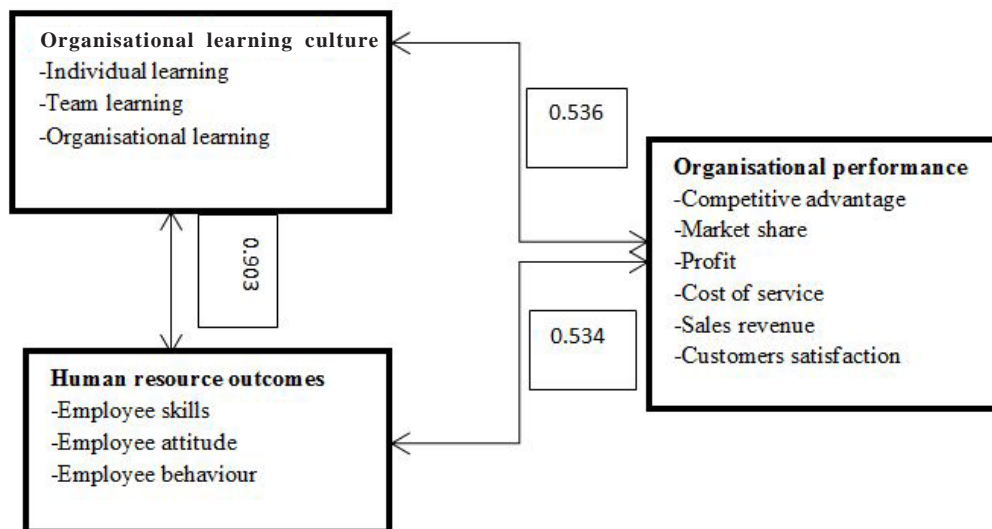 Organisational learning culture
-Individual learning
-Team learning
-Organisational learning
0.536
Organisational performance
-Competitive advantage
-Market share
-Profit
-Cost of service
-Sales revenue
-Customers satisfaction
0.903
0.534
Human resource outcomes
-Employee skills
-Employee attitude
-Employee behaviour